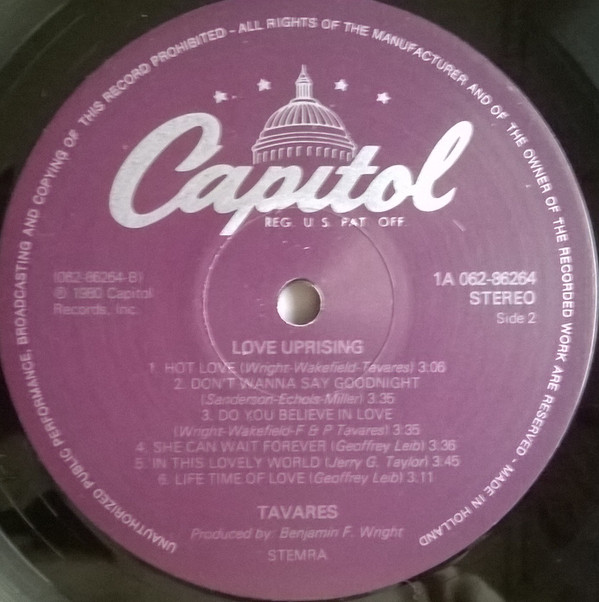 UNAUTHORIZED PUBLIC PERFORMANCE, BROADCASTING AND COPYING OF THIS RECORD PROHIBITED - ALL RIGHTS OF THE MANUFACTURER AND OF THE OWNER OF THE RECORDED WORK ARE RESERVED - MADE IN HOLLAND
Capitol
REG. U.S. PAT. OFF
(062-86264-B)
℗ 1980 Capitol
Records, Inc.
1A 062-86264
STEREO
Side 2
LOVE UPRISING
1. HOT LOVE (Wright-Wakefield-Tavares) 3:06
2. DON'T WANNA SAY GOODNIGHT
(Sanderson-Echols-Miller) 3:35
3. DO YOU BELIEVE IN LOVE
(Wright-Wakefield-F & P Tavares) 3:35
4. SHE CAN WAIT FOREVER (Geoffrey Leib) 3:36
5. IN THIS LOVELY WORLD (Jerry G. Taylor) 3:45
6. LIFE TIME OF LOVE (Geoffrey Leib) 3:11
TAVARES
Produced by: Benjamin F. Wright
STEMRA